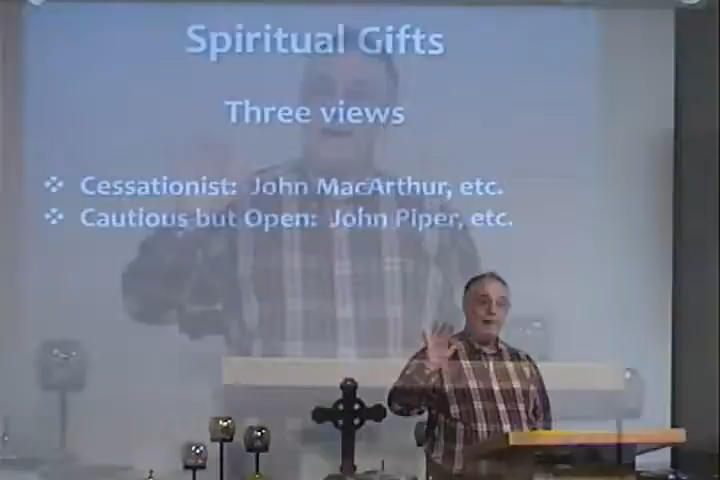 Spiritual Gifts
Three views
❖ Cessationist: John MacArthur, etc.
❖ Cautious but Open: John Piper, etc.